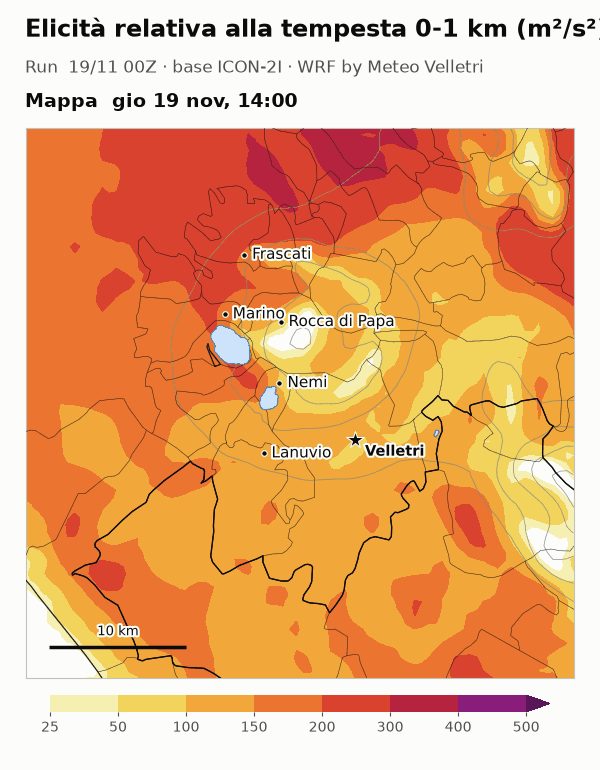 Elicità relativa alla tempesta 0-1 km (m²/s²)
Run 19/11 00Z · base ICON-2I · WRF by Meteo Velletri
Mappa gio 19 nov, 14:00
Frascati
Marino
Rocca di Papa
Nemi
Velletri
Lanuvio
10 km
25 50 100 150 200 300 400 500